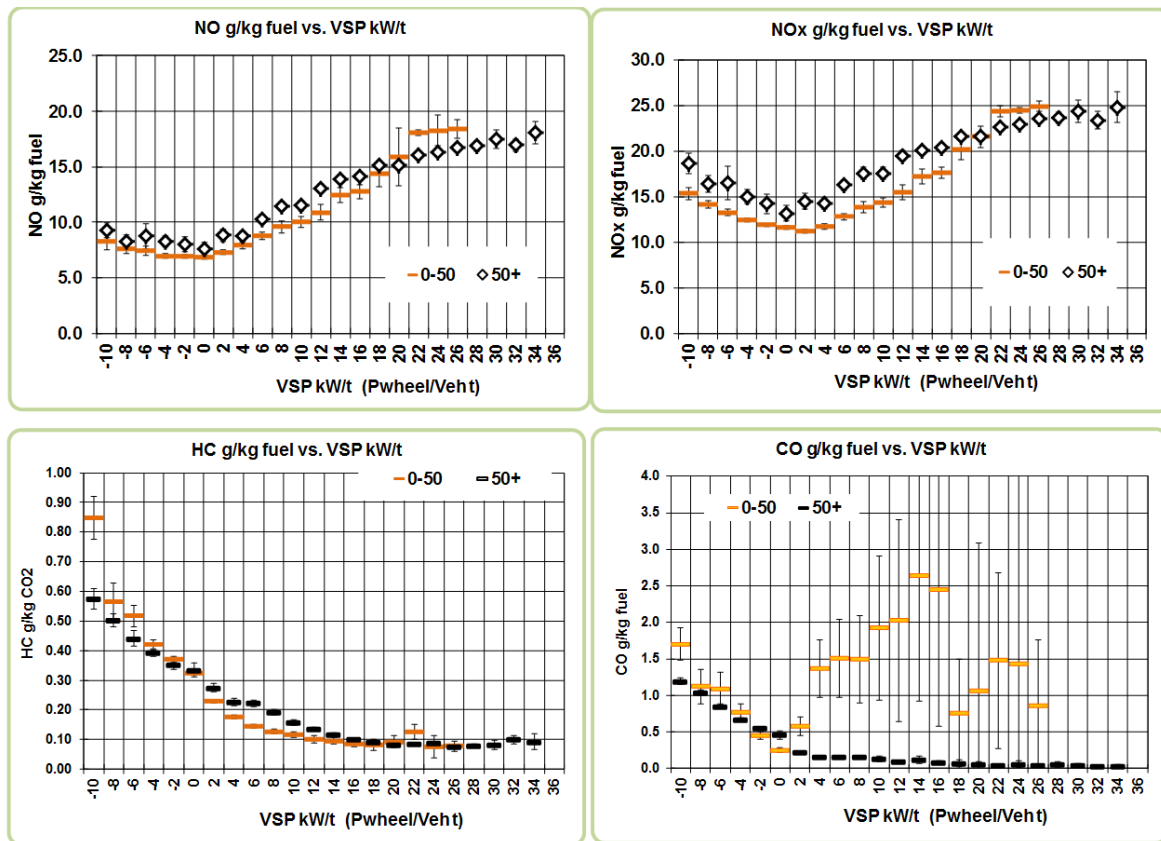 NO g/kg fuel vs. VSP kW/t
25.0
20.0
15.0
10.0
5.0
0.0
NO g/kg fuel
0-50 50+
-10 -8 -6 -4 -2 0 2 4 6 8 10 12 14 16 18 20 22 24 26 28 30 32 34 36
VSP kW/t (Pwheel/Veh t)
NOx g/kg fuel vs. VSP kW/t
30.0
25.0
20.0
15.0
10.0
5.0
0.0
NOx g/kg fuel
0-50 50+
-10 -8 -6 -4 -2 0 2 4 6 8 10 12 14 16 18 20 22 24 26 28 30 32 34 36
VSP kW/t (Pwheel/Veh t)
HC g/kg fuel vs. VSP kW/t
1.00
0.90
0.80
0.70
0.60
0.50
0.40
0.30
0.20
0.10
0.00
HC g/kg CO2
0-50 50+
-10 -8 -6 -4 -2 0 2 4 6 8 10 12 14 16 18 20 22 24 26 28 30 32 34 36
VSP kW/t (Pwheel/Veh t)
CO g/kg fuel vs. VSP kW/t
4.0
3.5
3.0
2.5
2.0
1.5
1.0
0.5
0.0
CO g/kg fuel
0-50 50+
-10 -8 -6 -4 -2 0 2 4 6 8 10 12 14 16 18 20 22 24 26 28 30 32 34 36
VSP kW/t (Pwheel/Veh t)